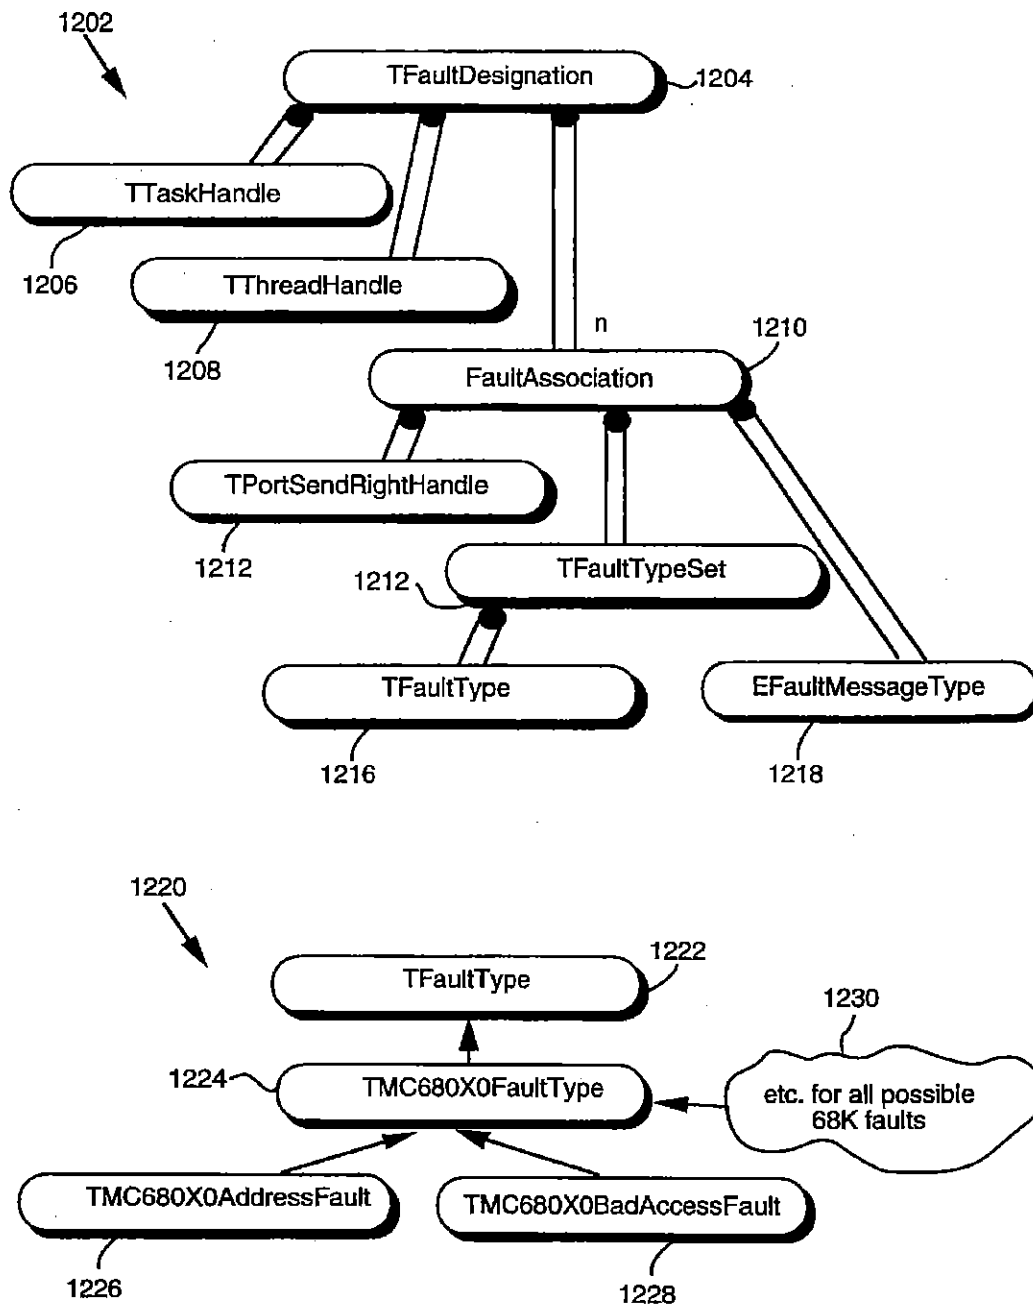 1202
TFaultDesignation
1204
TTaskHandle
1206
TThreadHandle
1208
n
1210
FaultAssociation
TPortSendRightHandle
1212
TFaultTypeSet
1212
TFaultType
1216
EFaultMessageType
1218
1220
TFaultType
1222
1230
1224
TMC680X0FaultType
etc. for all possible
68K faults
TMC680X0AddressFault
1226
TMC680X0BadAccessFault
1228